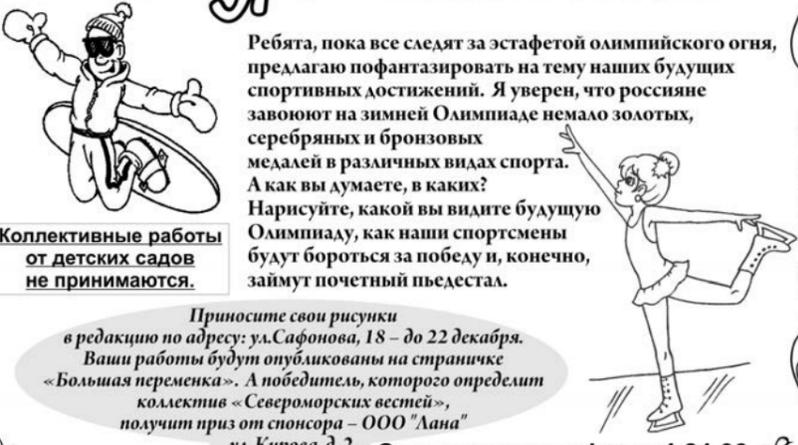 Ребята, пока все следят за эстафетой олимпийского огня,
предлагаю пофантазировать на тему наших будущих
спортивных достижений. Я уверен, что россияне
завоюют на зимней Олимпиаде немало золотых,
серебряных и бронзовых
медалей в различных видах спорта.
А как вы думаете, в каких?
Нарисуйте, какой вы видите будущую
Олимпиаду, как наши спортсмены
будут бороться за победу и, конечно,
займут почетный пьедестал.
Коллективные работы
от детских садов
не принимаются.
Приносите свои рисунки
в редакцию по адресу: ул.Сафонова, 18 – до 22 декабря.
Ваши работы будут опубликованы на страничке
«Большая переменка». А победитель, которого определит
коллектив «Североморских вестей»,
получит приз от спонсора – ООО "Лана"
ул. Кирова, д. 2